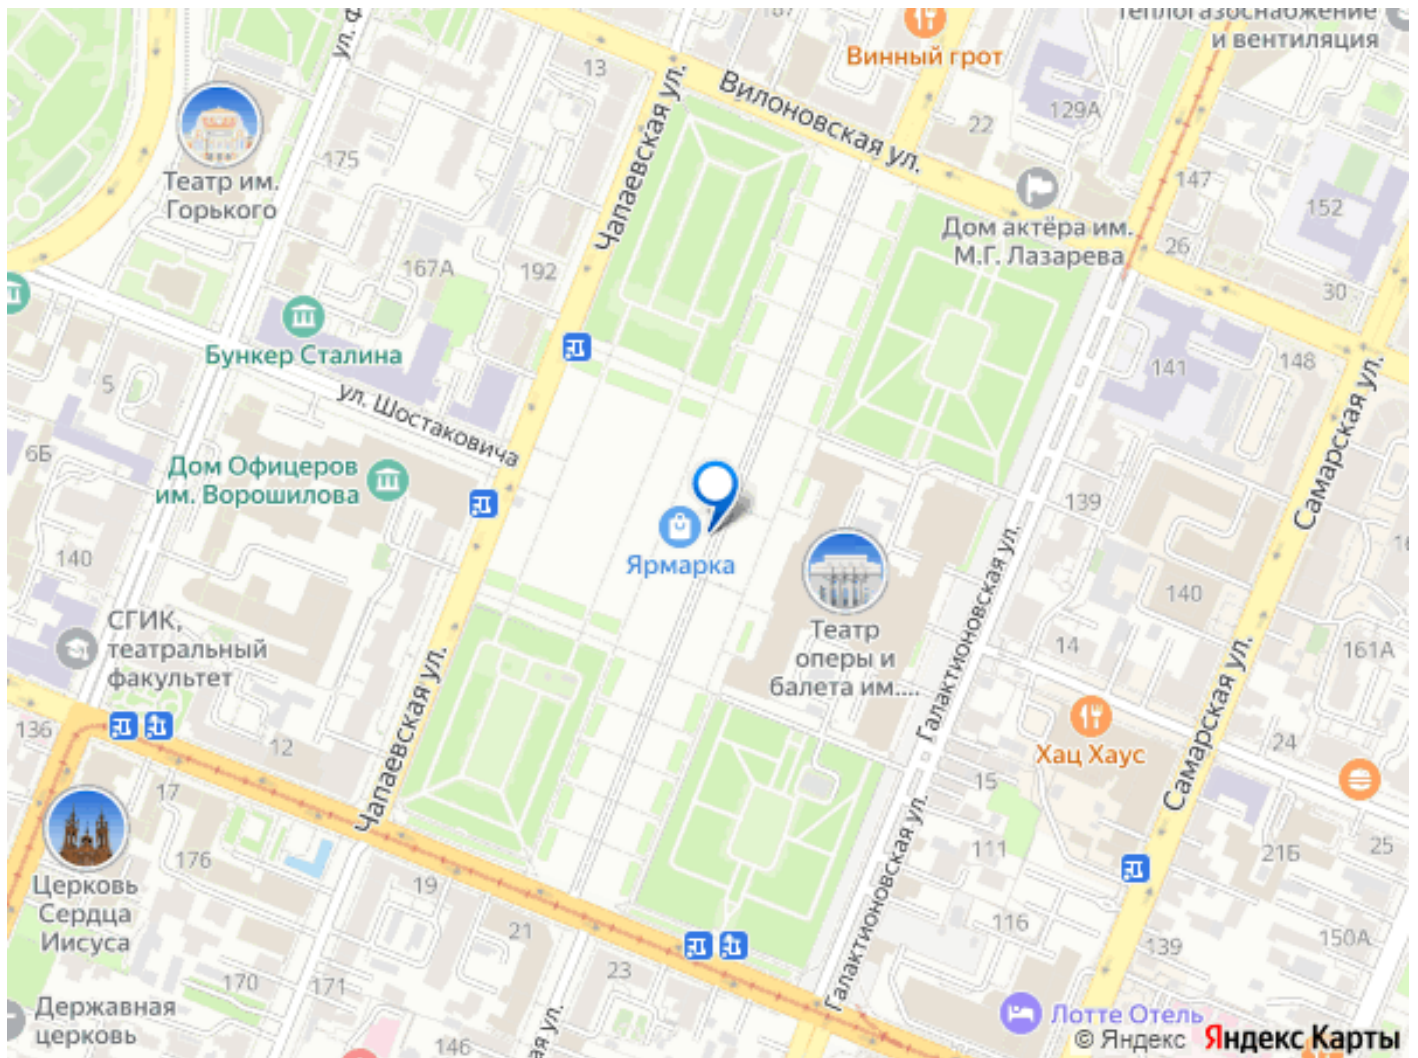 Теплогазоснабжение
и вентиляция
Винный грот
187
13
ул. Ф
Вилоновская ул.
129А
22
Чапаевская ул.
175
Театр им.
Горького
147
152
Дом актёра им.
М.Г. Лазарева
26
30
167А
192
Бункер Сталина
141
148
5
ул. Шостаковича
Самарская ул.
6Б
Дом Офицеров
им. Ворошилова
139
Галактионовская ул.
140
Ярмарка
140
СГИК,
театральный
факультет
Театр
оперы и
балета им....
14
161А
Чапаевская ул.
Самарская ул.
136
12
Хац Хаус
24
15
17
Галактионовская ул.
176
111
21Б
25
Церковь
Сердца
Иисуса
19
21
116
139
150А
170
171
23
Державная
церковь
Лотте Отель
146
ая ул.
© Яндекс Яндекс Карты